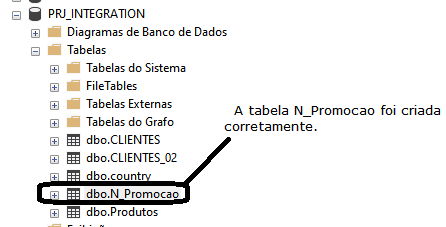 PRJ_INTEGRATION
Diagramas de Banco de Dados
Tabelas
Tabelas do Sistema
FileTables
Tabelas Externas
Tabelas do Grafo
dbo.CLIENTES
dbo.CLIENTES_02
dbo.country
dbo.N_Promocao
dbo.Produtos
A tabela N_Promocao foi criada
corretamente.